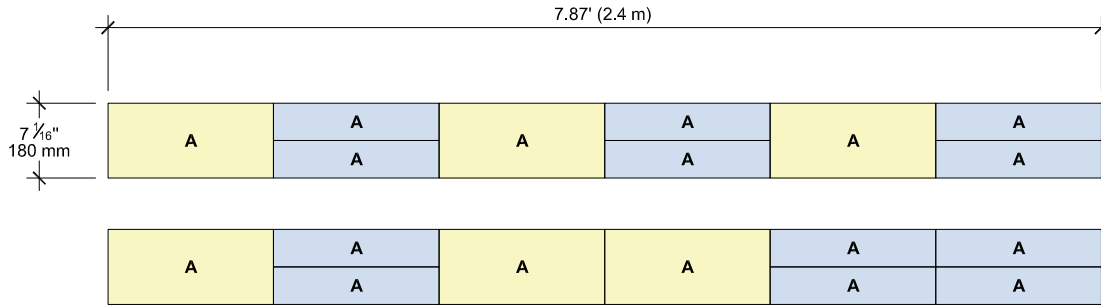 7.87' (2.4 m)
A A A A A
7 1/16" A
180 mm A A A
A A A
A A A
A A A